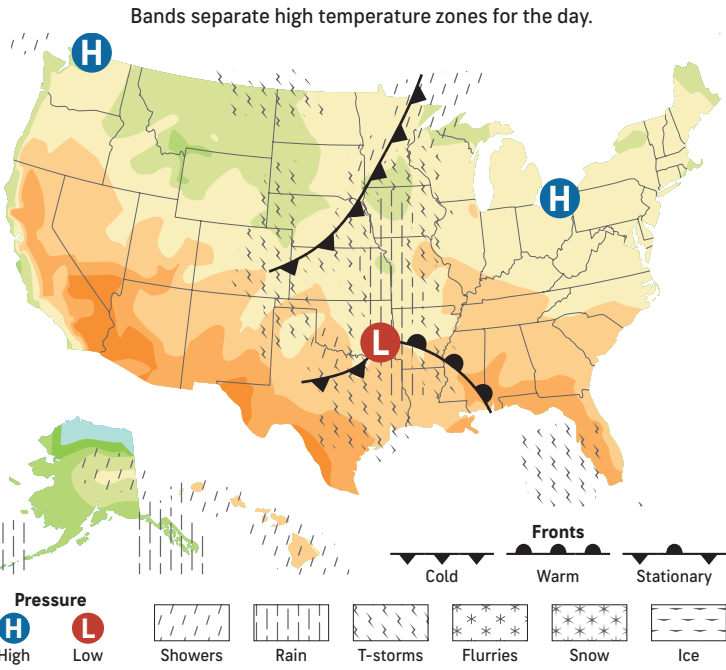 Bands separate high temperature zones for the day.
H
H
L
Fronts
Cold
Warm
Stationary
Pressure
H
L
High
Low
Showers
Rain
T-storms
Flurries
Snow
Ice